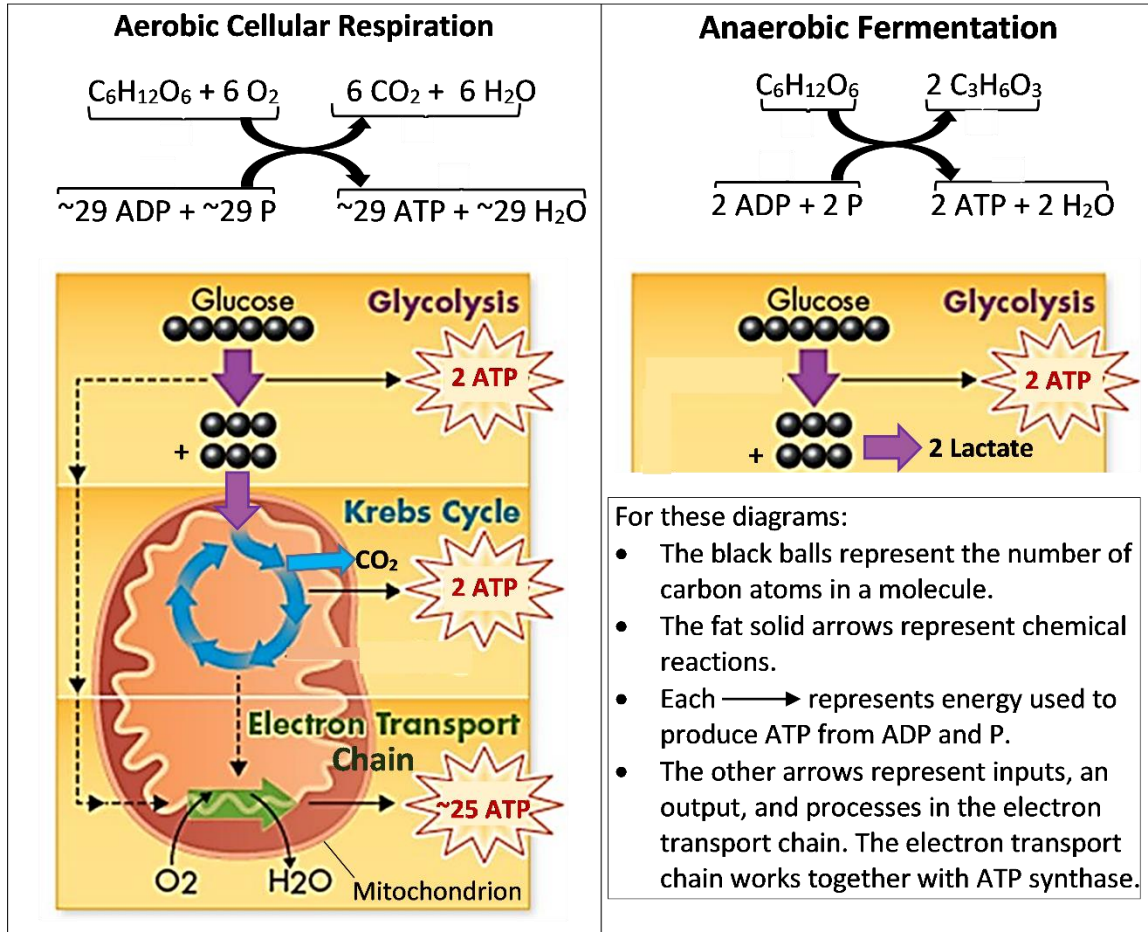 Aerobic Cellular Respiration
C₆H₁₂O₆ + 6 O₂ 6 CO₂ + 6 H₂O
~29 ADP + ~29 P ~29 ATP + ~29 H₂O
Glucose Glycolysis
2 ATP
+
Krebs Cycle
CO₂
2 ATP
Electron Transport
Chain
~25 ATP
O2 H2O
Mitochondrion
Anaerobic Fermentation
C₆H₁₂O₆ 2 C₃H₆O₃
2 ADP + 2 P 2 ATP + 2 H₂O
Glucose Glycolysis
2 ATP
+ 2 Lactate
For these diagrams:
• The black balls represent the number of
carbon atoms in a molecule.
• The fat solid arrows represent chemical
reactions.
• Each ⟶ represents energy used to
produce ATP from ADP and P.
• The other arrows represent inputs, an
output, and processes in the electron
transport chain. The electron transport
chain works together with ATP synthase.